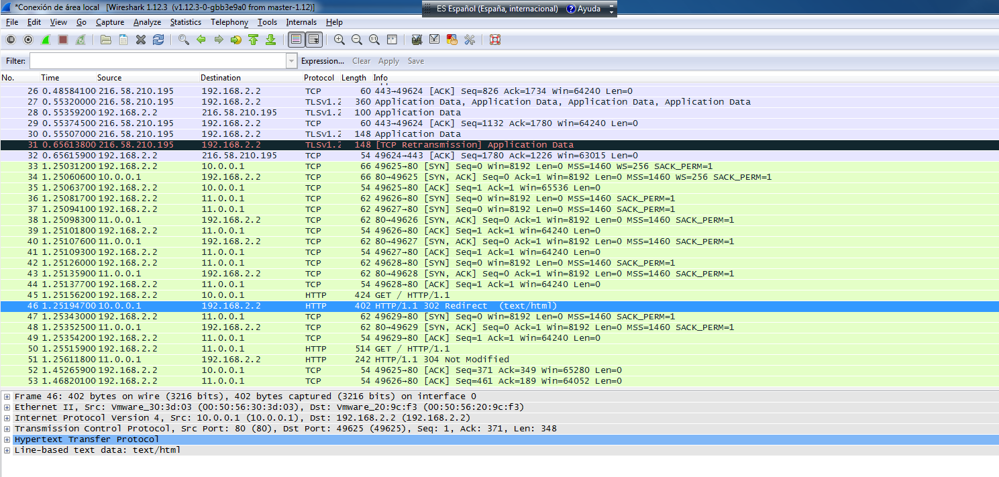 *Conexión de área local [Wireshark 1.12.3 (v1.12.3-0-gbb3e9a0 from master-1.12)]
ES Español (España, internacional) Ayuda
File Edit View Go Capture Analyze Statistics Telephony Tools Internals Help
Filter: Expression... Clear Apply Save
No. Time Source Destination Protocol Length Info
26 0.48584100 216.58.210.195 192.168.2.2 TCP 60 443→49624 [ACK] Seq=826 Ack=1734 Win=64240 Len=0
27 0.55320000 216.58.210.195 192.168.2.2 TLSv1.2 360 Application Data, Application Data, Application Data, Application Data
28 0.55359200 192.168.2.2 216.58.210.195 TLSv1.2 100 Application Data
29 0.55374500 216.58.210.195 192.168.2.2 TCP 60 443→49624 [ACK] Seq=1132 Ack=1780 Win=64240 Len=0
30 0.55507000 216.58.210.195 192.168.2.2 TLSv1.2 148 Application Data
31 0.65613800 216.58.210.195 192.168.2.2 TLSv1.2 148 [TCP Retransmission] Application Data
32 0.65615900 192.168.2.2 216.58.210.195 TCP 54 49624→443 [ACK] Seq=1780 Ack=1226 Win=63015 Len=0
33 1.25031200 192.168.2.2 10.0.0.1 TCP 66 49625→80 [SYN] Seq=0 Win=8192 Len=0 MSS=1460 WS=256 SACK_PERM=1
34 1.25060600 10.0.0.1 192.168.2.2 TCP 66 80→49625 [SYN, ACK] Seq=0 Ack=1 Win=8192 Len=0 MSS=1460 WS=256 SACK_PERM=1
35 1.25063700 192.168.2.2 10.0.0.1 TCP 54 49625→80 [ACK] Seq=1 Ack=1 Win=65536 Len=0
36 1.25081700 192.168.2.2 11.0.0.1 TCP 62 49626→80 [SYN] Seq=0 Win=8192 Len=0 MSS=1460 SACK_PERM=1
37 1.25094100 192.168.2.2 11.0.0.1 TCP 62 49627→80 [SYN] Seq=0 Win=8192 Len=0 MSS=1460 SACK_PERM=1
38 1.25098300 11.0.0.1 192.168.2.2 TCP 62 80→49626 [SYN, ACK] Seq=0 Ack=1 Win=8192 Len=0 MSS=1460 SACK_PERM=1
39 1.25101800 192.168.2.2 11.0.0.1 TCP 54 49626→80 [ACK] Seq=1 Ack=1 Win=64240 Len=0
40 1.25107600 11.0.0.1 192.168.2.2 TCP 62 80→49627 [SYN, ACK] Seq=0 Ack=1 Win=8192 Len=0 MSS=1460 SACK_PERM=1
41 1.25109300 192.168.2.2 11.0.0.1 TCP 54 49627→80 [ACK] Seq=1 Ack=1 Win=64240 Len=0
42 1.25126000 192.168.2.2 11.0.0.1 TCP 62 49628→80 [SYN] Seq=0 Win=8192 Len=0 MSS=1460 SACK_PERM=1
43 1.25135900 11.0.0.1 192.168.2.2 TCP 62 80→49628 [SYN, ACK] Seq=0 Ack=1 Win=8192 Len=0 MSS=1460 SACK_PERM=1
44 1.25137700 192.168.2.2 11.0.0.1 TCP 54 49628→80 [ACK] Seq=1 Ack=1 Win=64240 Len=0
45 1.25156200 192.168.2.2 10.0.0.1 HTTP 424 GET / HTTP/1.1
46 1.25194700 10.0.0.1 192.168.2.2 HTTP 402 HTTP/1.1 302 Redirect (text/html)
47 1.25343000 192.168.2.2 11.0.0.1 TCP 62 49629→80 [SYN] Seq=0 Win=8192 Len=0 MSS=1460 SACK_PERM=1
48 1.25352500 11.0.0.1 192.168.2.2 TCP 62 80→49629 [SYN, ACK] Seq=0 Ack=1 Win=8192 Len=0 MSS=1460 SACK_PERM=1
49 1.25354200 192.168.2.2 11.0.0.1 TCP 54 49629→80 [ACK] Seq=1 Ack=1 Win=64240 Len=0
50 1.25515900 192.168.2.2 11.0.0.1 HTTP 514 GET / HTTP/1.1
51 1.25611800 11.0.0.1 192.168.2.2 HTTP 242 HTTP/1.1 304 Not Modified
52 1.45265900 192.168.2.2 10.0.0.1 TCP 54 49625→80 [ACK] Seq=371 Ack=349 Win=65280 Len=0
53 1.46820100 192.168.2.2 11.0.0.1 TCP 54 49626→80 [ACK] Seq=461 Ack=189 Win=64052 Len=0
Frame 46: 402 bytes on wire (3216 bits), 402 bytes captured (3216 bits) on interface 0
Ethernet II, Src: Vmware_30:3d:03 (00:50:56:30:3d:03), Dst: Vmware_20:9c:f3 (00:50:56:20:9c:f3)
Internet Protocol Version 4, Src: 10.0.0.1 (10.0.0.1), Dst: 192.168.2.2 (192.168.2.2)
Transmission Control Protocol, Src Port: 80 (80), Dst Port: 49625 (49625), Seq: 1, Ack: 371, Len: 348
Hypertext Transfer Protocol
Line-based text data: text/html